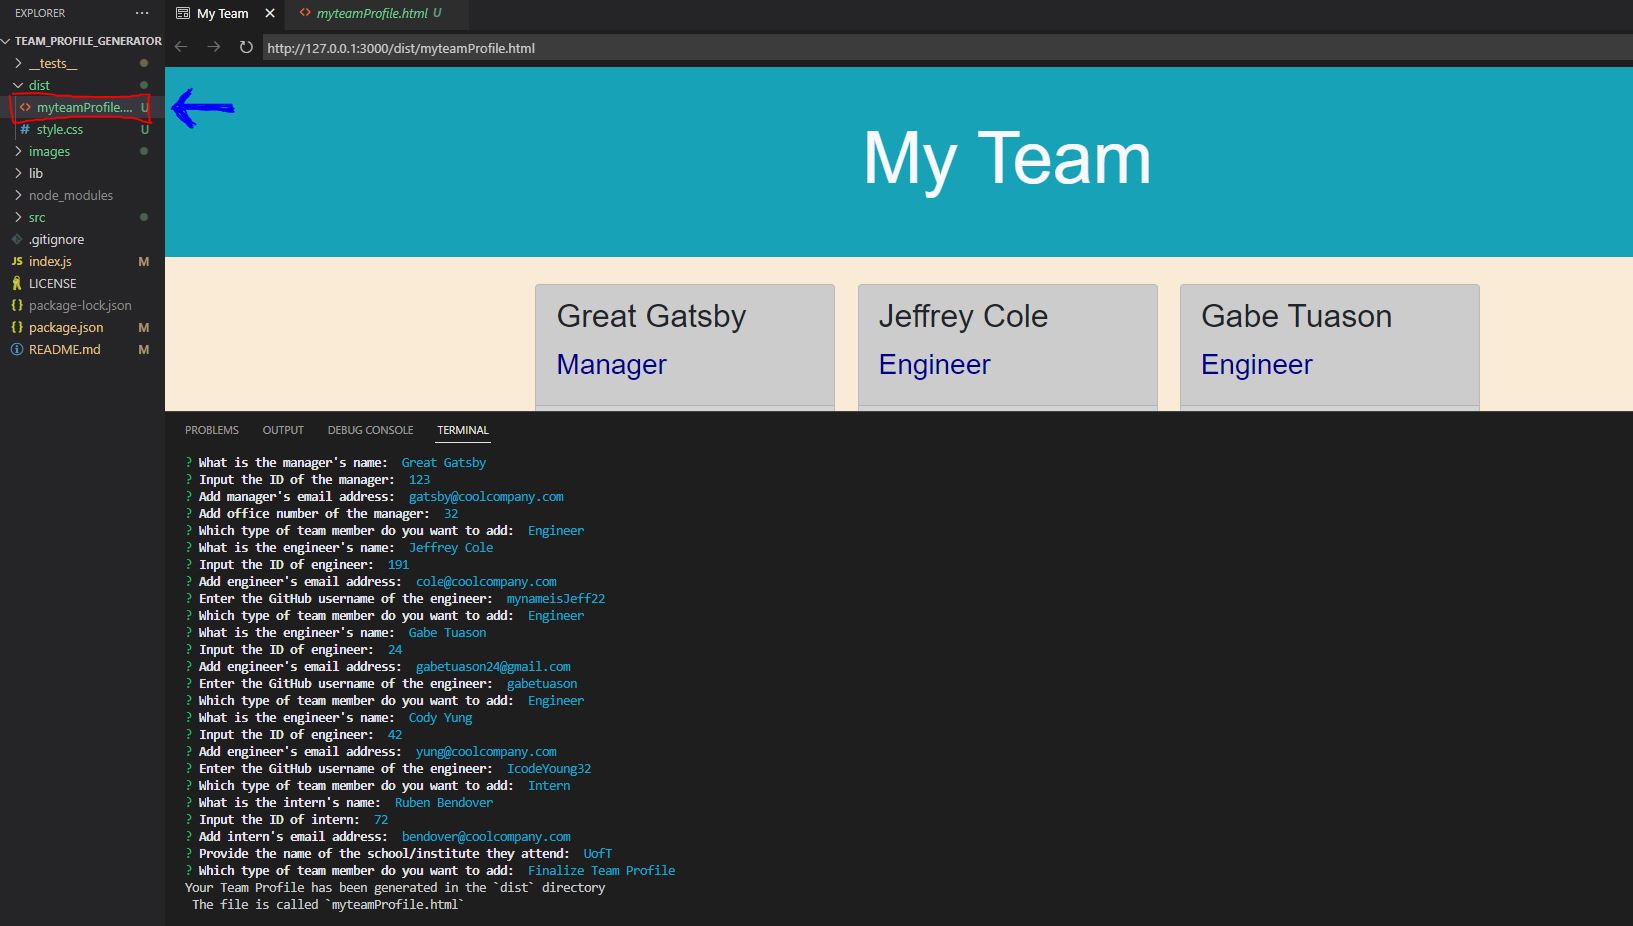 EXPLORER
TEAM_PROFILE_GENERATOR
__tests__
dist
myteamProfile.... U
style.css U
images
lib
node_modules
src
.gitignore
JS index.js M
LICENSE
{} package-lock.json
{} package.json M
README.md M
My Team
myteamProfile.html U
http://127.0.0.1:3000/dist/myteamProfile.html
My Team
Great Gatsby
Manager
Jeffrey Cole
Engineer
Gabe Tuason
Engineer
PROBLEMS OUTPUT DEBUG CONSOLE TERMINAL
? What is the manager's name: Great Gatsby
? Input the ID of the manager: 123
? Add manager's email address: gatsby@coolcompany.com
? Add office number of the manager: 32
? Which type of team member do you want to add: Engineer
? What is the engineer's name: Jeffrey Cole
? Input the ID of engineer: 191
? Add engineer's email address: cole@coolcompany.com
? Enter the GitHub username of the engineer: mynameisJeff22
? Which type of team member do you want to add: Engineer
? What is the engineer's name: Gabe Tuason
? Input the ID of engineer: 24
? Add engineer's email address: gabetuason24@gmail.com
? Enter the GitHub username of the engineer: gabetuason
? Which type of team member do you want to add: Engineer
? What is the engineer's name: Cody Yung
? Input the ID of engineer: 42
? Add engineer's email address: yung@coolcompany.com
? Enter the GitHub username of the engineer: IcodeYoung32
? Which type of team member do you want to add: Intern
? What is the intern's name: Ruben Bendover
? Input the ID of intern: 72
? Add intern's email address: bendover@coolcompany.com
? Provide the name of the school/institute they attend: UofT
? Which type of team member do you want to add: Finalize Team Profile
Your Team Profile has been generated in the `dist` directory
The file is called `myteamProfile.html`